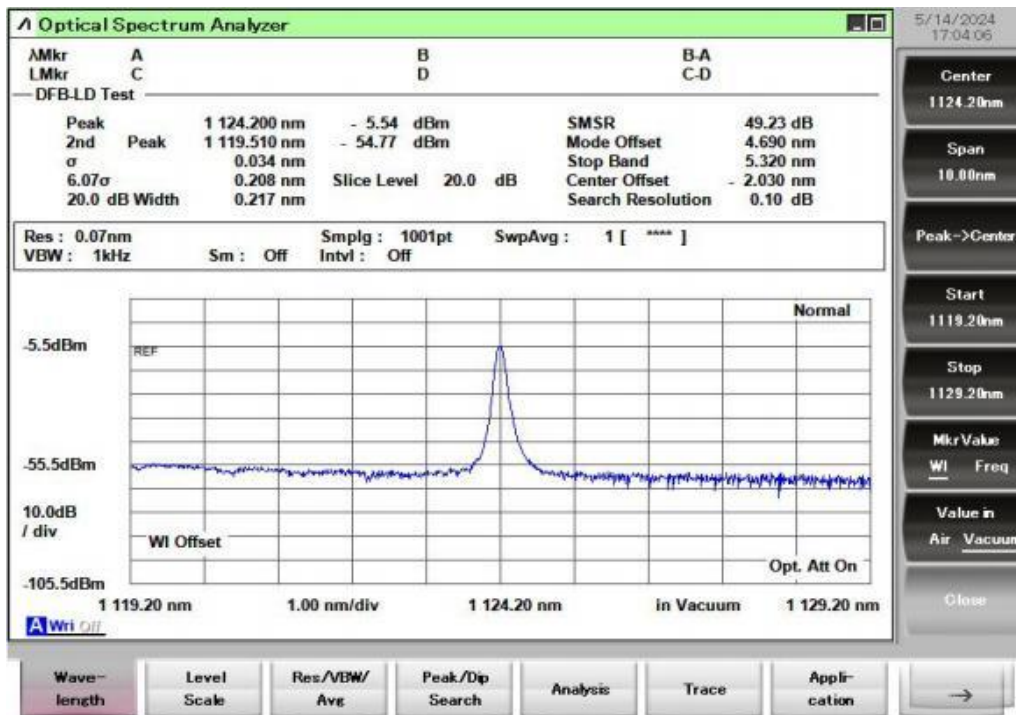 Optical Spectrum Analyzer
5/14/2024
17:04:06
λMkr A B B-A
LMkr C D C-D
DFB-LD Test
Peak 1 124.200 nm - 5.54 dBm SMSR 49.23 dB
2nd Peak 1 119.510 nm - 54.77 dBm Mode Offset 4.690 nm
σ 0.034 nm Stop Band 5.320 nm
6.07σ 0.208 nm Slice Level 20.0 dB Center Offset - 2.030 nm
20.0 dB Width 0.217 nm Search Resolution 0.10 dB
Res : 0.07nm Smplg : 1001pt SwpAvg : 1 [ **** ]
VBW : 1kHz Sm : Off Intvl : Off
Normal
-5.5dBm
REF
-55.5dBm
10.0dB
/ div
Wl Offset
Opt. Att On
-105.5dBm
1 119.20 nm 1.00 nm/div 1 124.20 nm in Vacuum 1 129.20 nm
A Wri Off
Center
1124.20nm
Span
10.00nm
Peak->Center
Start
1119.20nm
Stop
1129.20nm
Mkr Value
Wl Freq
Value in
Air Vacuum
Close
Wave-
length
Level
Scale
Res/VBW/
Avg
Peak/Dip
Search
Analysis
Trace
Appli-
cation
→